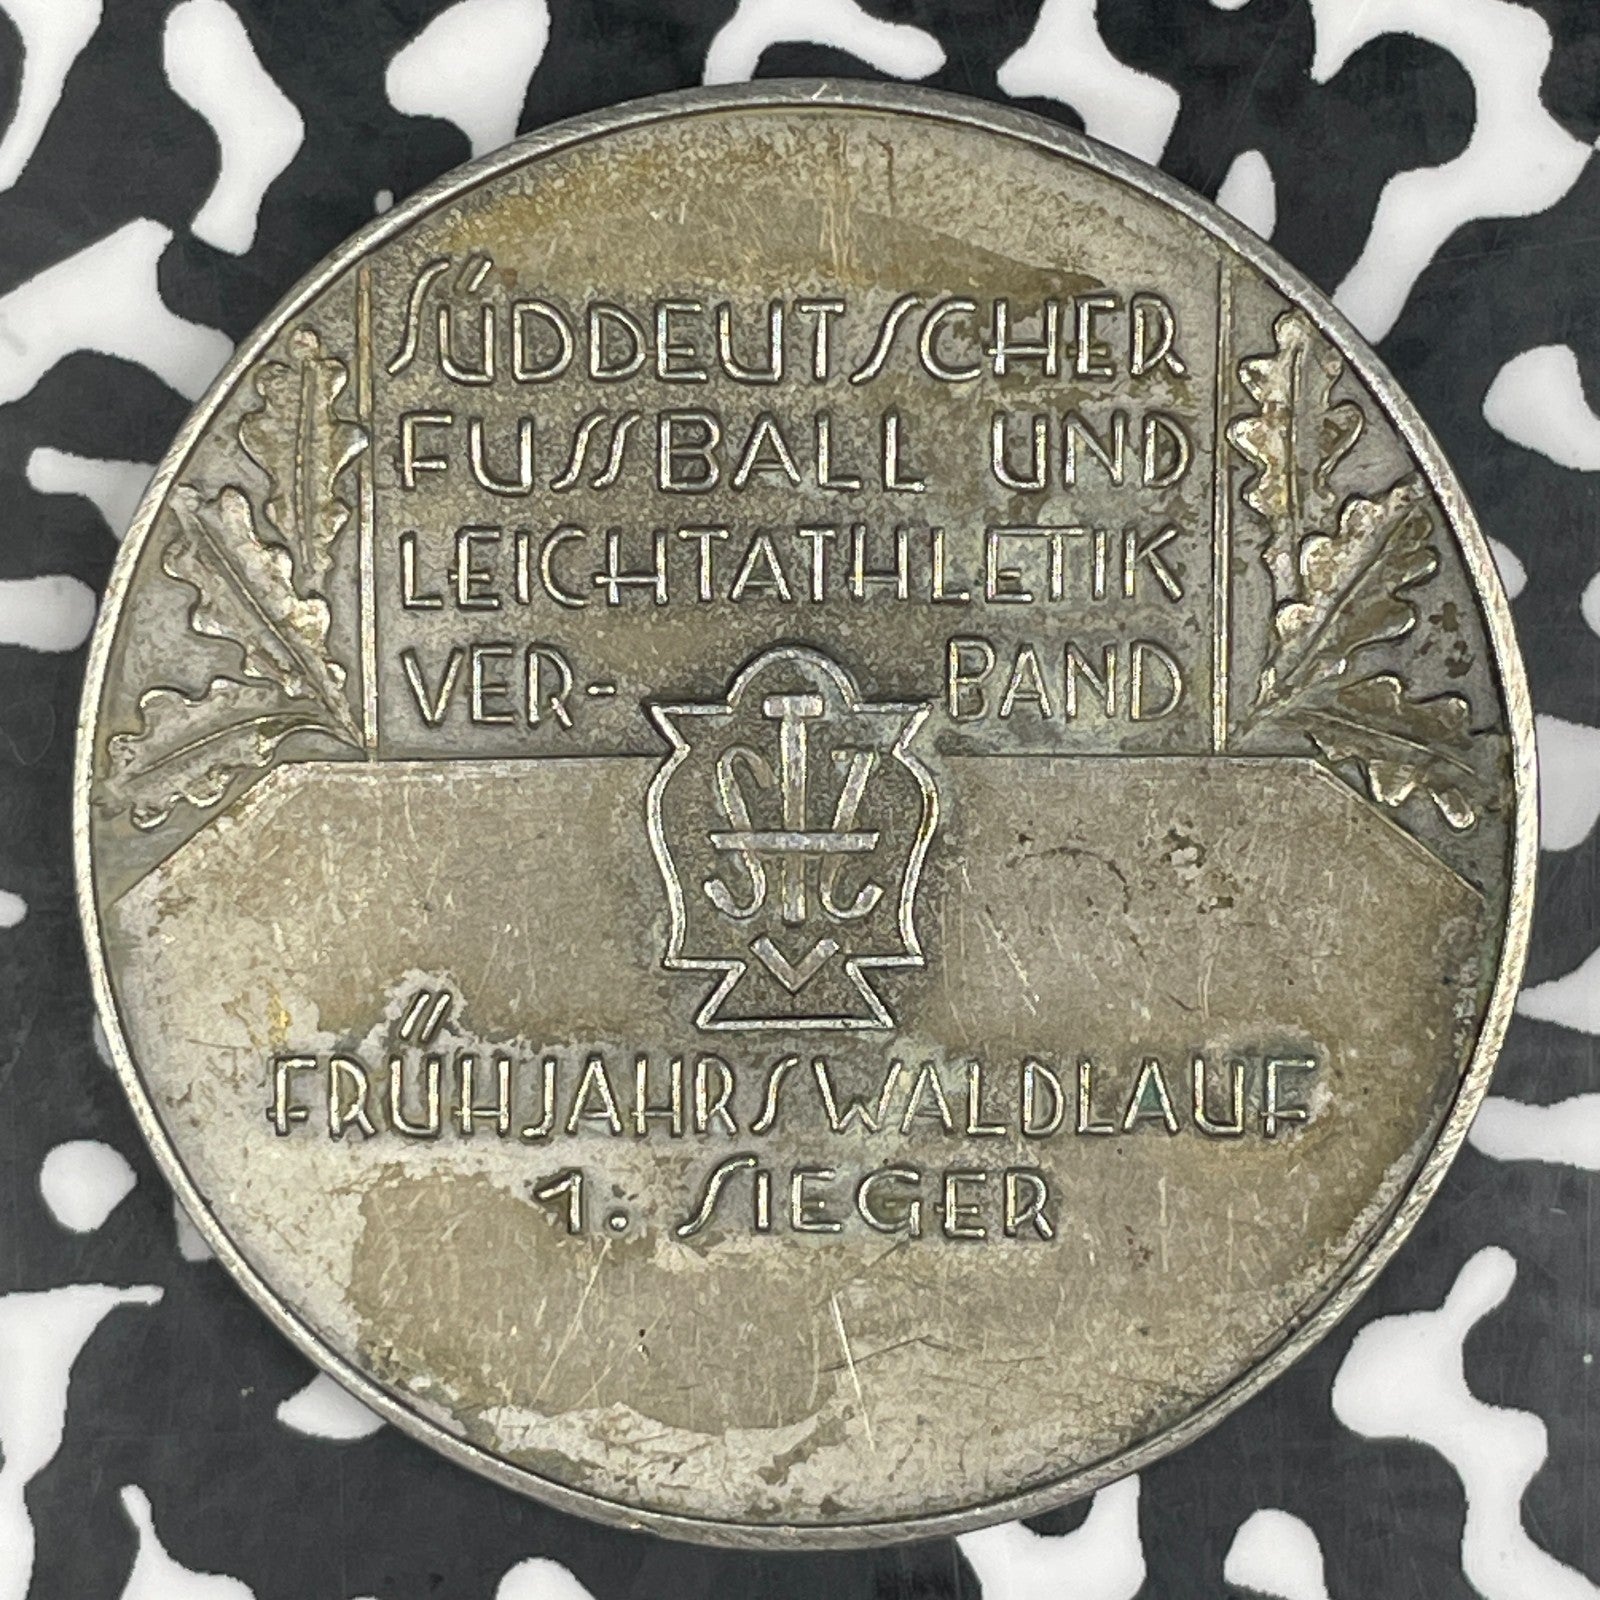 SÜDDEUTSCHER
FUSSBALL UND
LEICHTATHLETIK
VER- BAND
FRÜHJAHRSWALDLAUF
1. SIEGER